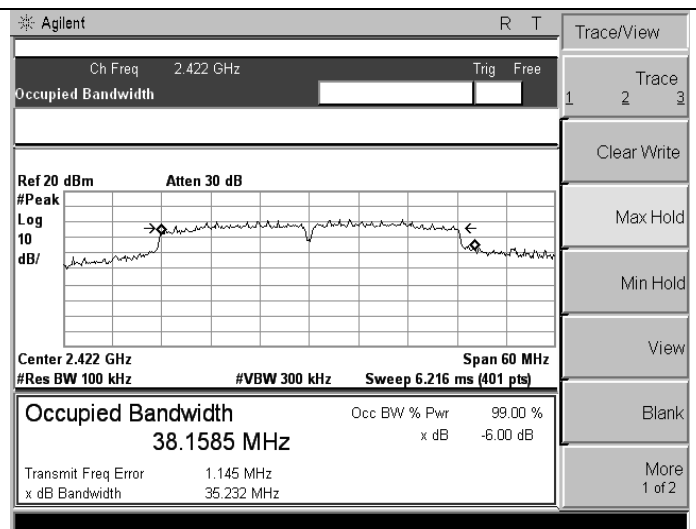 Agilent R T Trace/View
Ch Freq 2.422 GHz Trig Free
Occupied Bandwidth
Trace
1 2 3
Clear Write
Ref 20 dBm Atten 30 dB
#Peak
Log
10
dB/
Max Hold
Min Hold
Center 2.422 GHz Span 60 MHz
#Res BW 100 kHz #VBW 300 kHz Sweep 6.216 ms (401 pts)
View
Occupied Bandwidth
38.1585 MHz
Occ BW % Pwr 99.00 %
x dB -6.00 dB
Blank
Transmit Freq Error 1.145 MHz
x dB Bandwidth 35.232 MHz
More
1 of 2